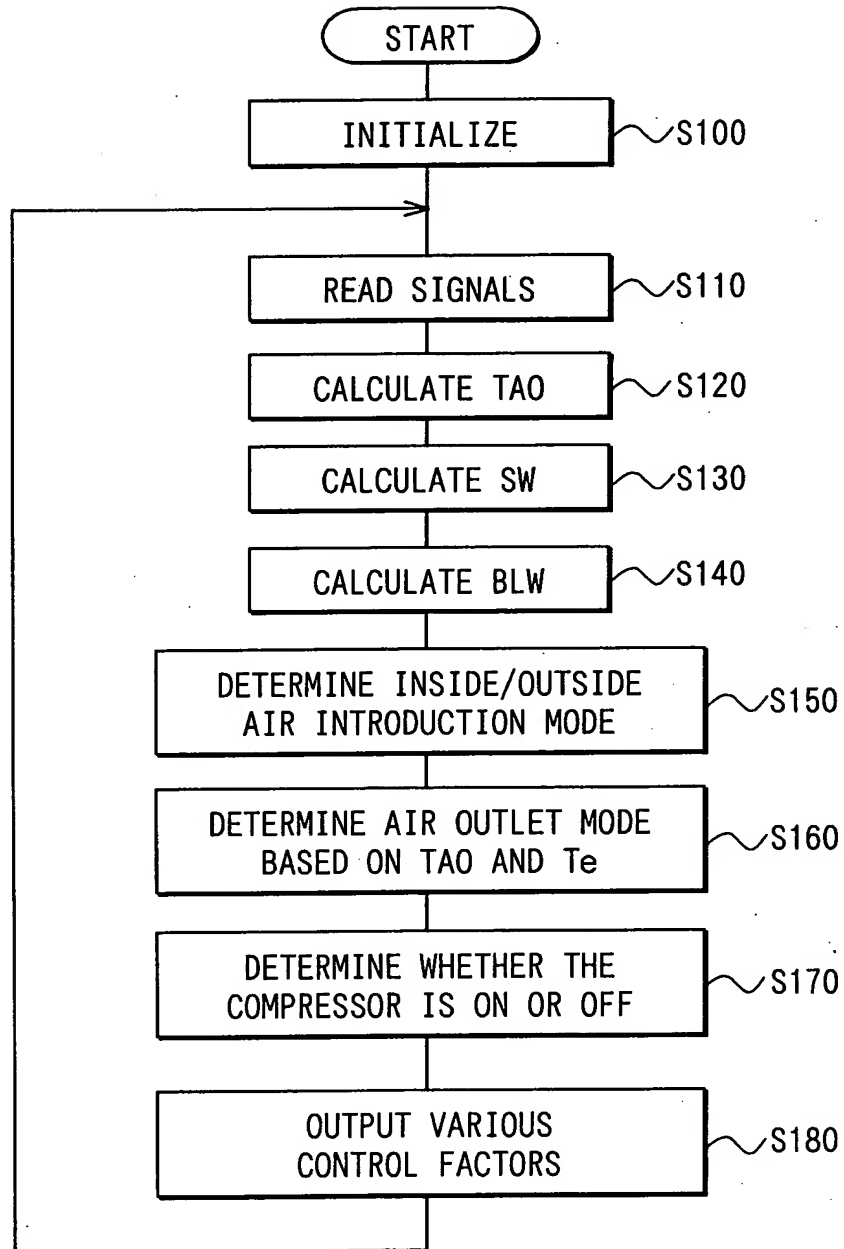 START
INITIALIZE
S100
READ SIGNALS
S110
CALCULATE TAO
S120
CALCULATE SW
S130
CALCULATE BLW
S140
DETERMINE INSIDE/OUTSIDE
AIR INTRODUCTION MODE
S150
DETERMINE AIR OUTLET MODE
BASED ON TAO AND Te
S160
DETERMINE WHETHER THE
COMPRESSOR IS ON OR OFF
S170
OUTPUT VARIOUS
CONTROL FACTORS
S180